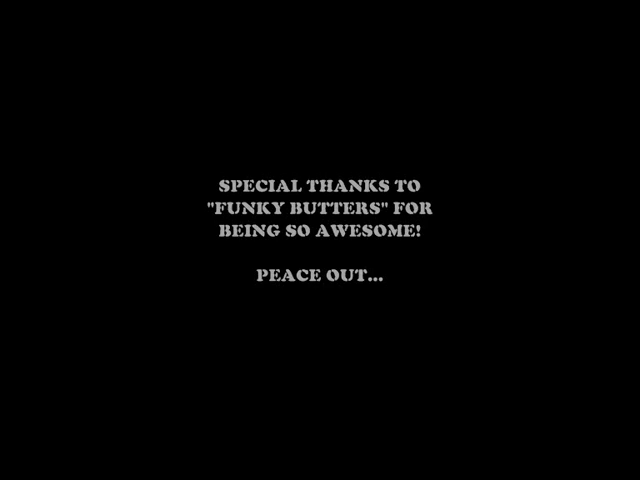 SPECIAL THANKS TO
"FUNKY BUTTERS" FOR
BEING SO AWESOME!
PEACE OUT...